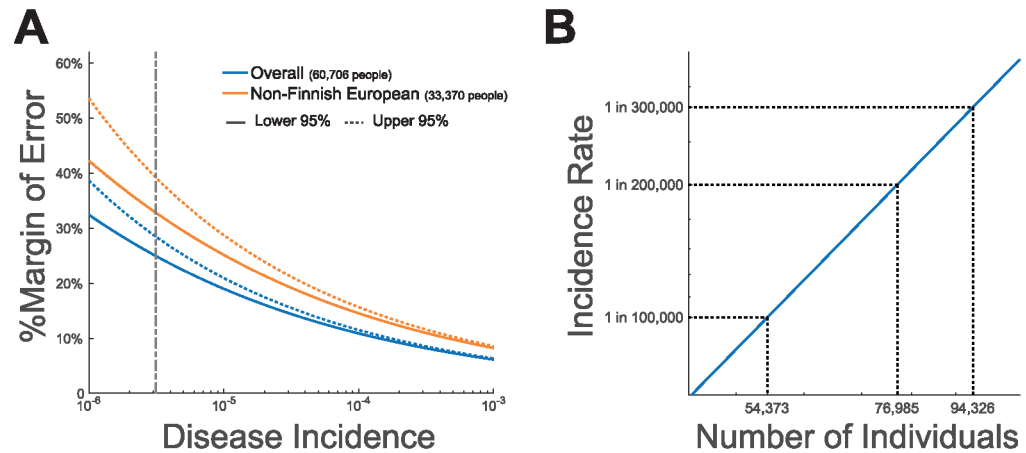 A
%Margin of Error
60%
50%
40%
30%
20%
10%
0
Overall (60,706 people)
Non-Finnish European (33,370 people)
Lower 95% Upper 95%
10-6 10-5 10-4 10-3
Disease Incidence
B
Incidence Rate
1 in 300,000
1 in 200,000
1 in 100,000
54,373 76,985 94,326
Number of Individuals